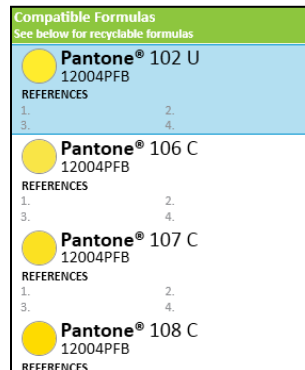 Compatible Formulas
See below for recyclable formulas
Pantone® 102 U
12004PFB
REFERENCES
1. 2.
3. 4.
Pantone® 106 C
12004PFB
REFERENCES
1. 2.
3. 4.
Pantone® 107 C
12004PFB
REFERENCES
1. 2.
3. 4.
Pantone® 108 C
12004PFB
REFERENCES